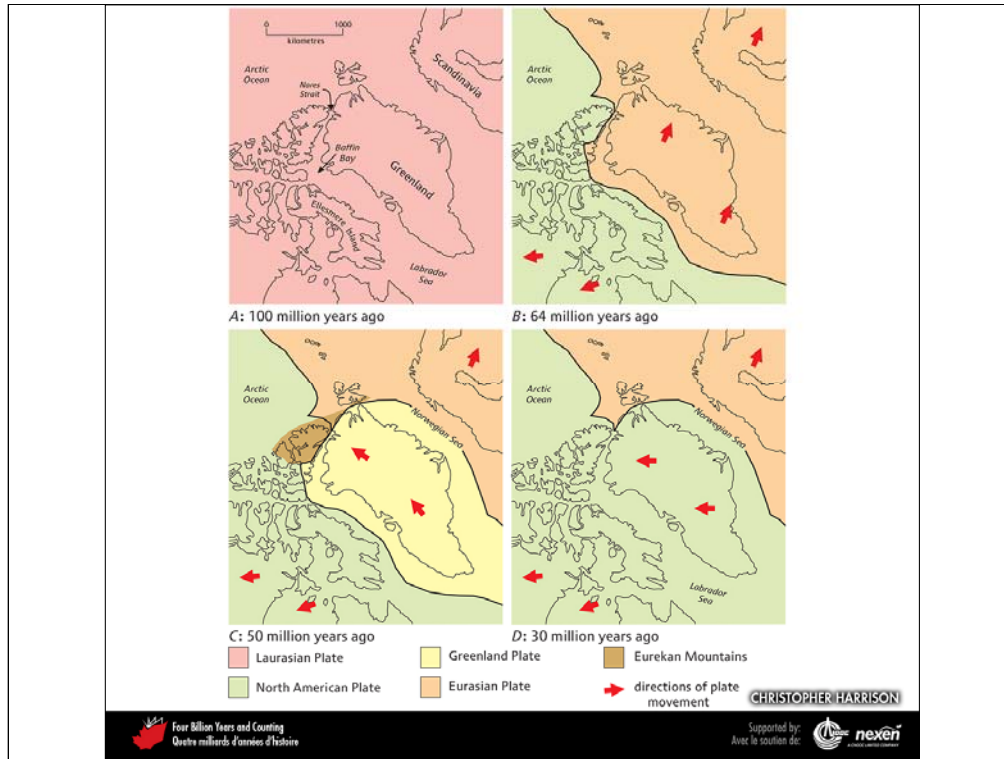 0 1000
kilometres
Arctic
Ocean
Scandinavia
Nares
Strait
Baffin
Bay
Greenland
Ellesmere Island
Labrador
Sea
A: 100 million years ago
Arctic
Ocean
B: 64 million years ago
Arctic
Ocean
Norwegian Sea
C: 50 million years ago
Arctic
Ocean
Norwegian Sea
Labrador
Sea
D: 30 million years ago
Laurasian Plate
Greenland Plate
Eurekan Mountains
North American Plate
Eurasian Plate
directions of plate
movement
CHRISTOPHER HARRISON
Four Billion Years and Counting
Quatre milliards d'années d'histoire
Supported by:
Avec le soutien de:
nexen
A CNOOC LIMITED COMPANY